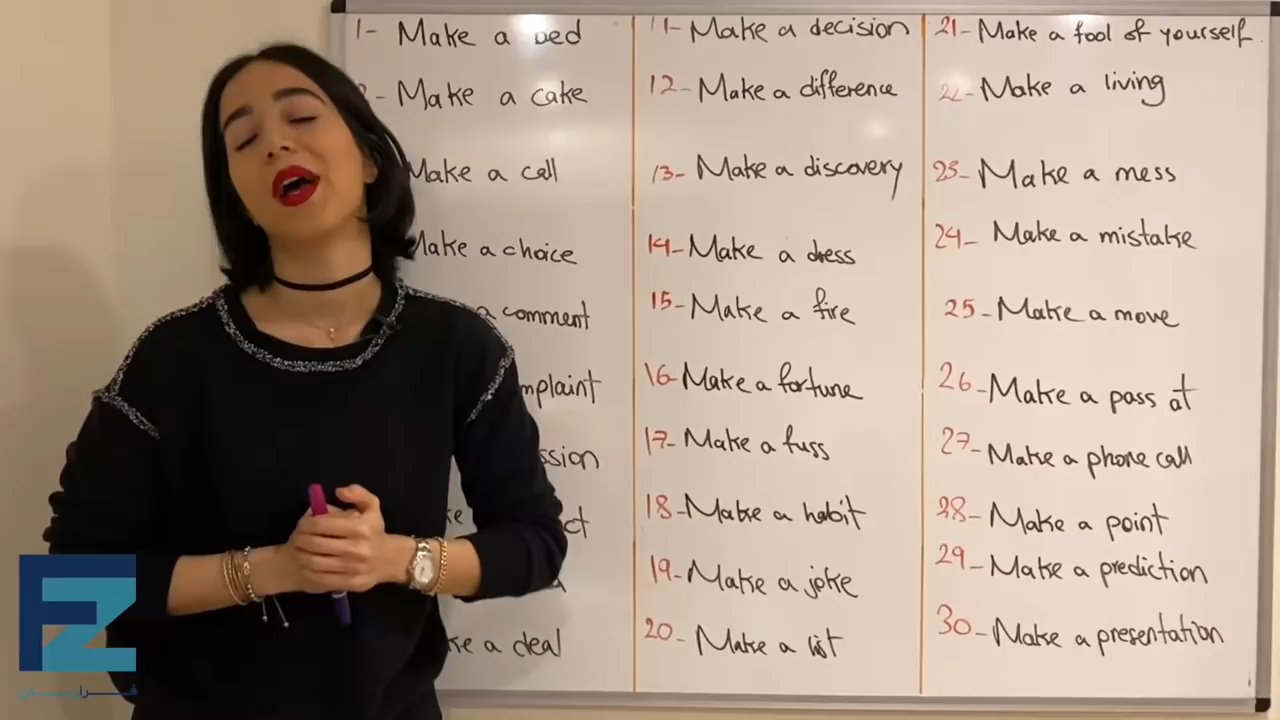 1- Make a bed
- Make a cake
Make a call
Make a choice
a comment
mplaint
ssion
ke
ct
ke a deal
11- Make a decision
12- Make a difference
13- Make a discovery
14- Make a dress
15- Make a fire
16- Make a fortune
17- Make a fuss
18- Make a habit
19- Make a joke
20- Make a list
21- Make a fool of yourself.
22- Make a living
23- Make a mess
24- Make a mistake
25- Make a move
26- Make a pass at
27- Make a phone call
28- Make a point
29- Make a prediction
30- Make a presentation
FZ